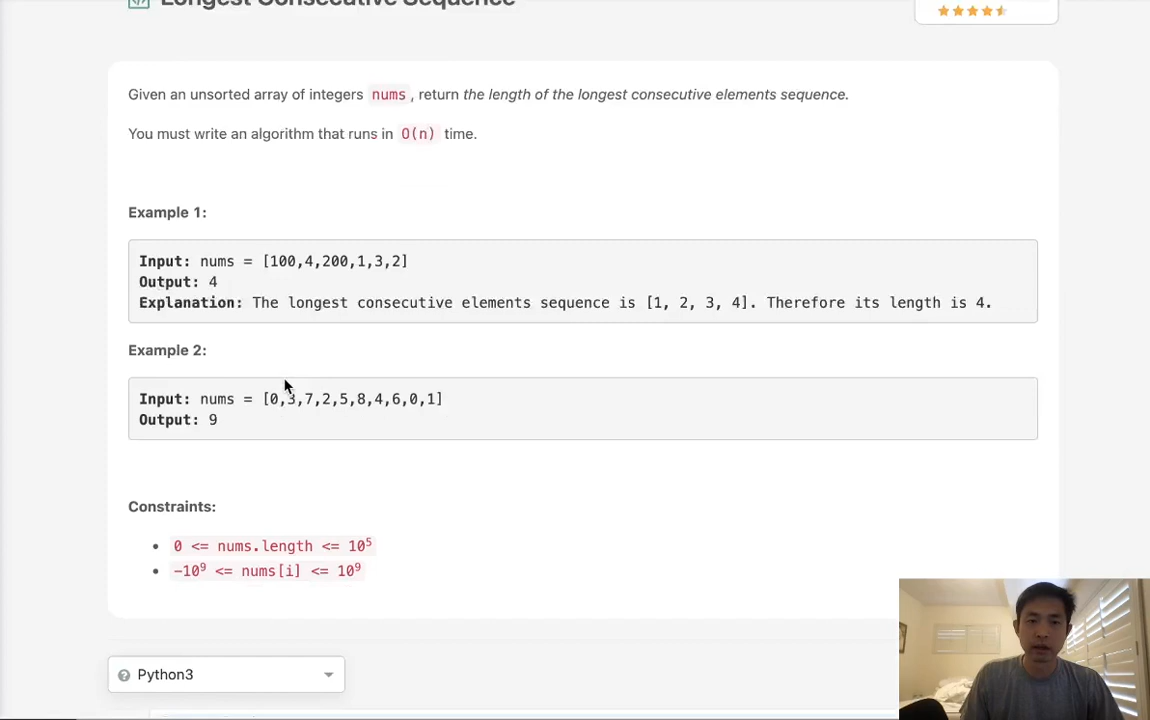 Longest Consecutive Sequence
Given an unsorted array of integers nums, return the length of the longest consecutive elements sequence.
You must write an algorithm that runs in O(n) time.
Example 1:
Input: nums = [100,4,200,1,3,2]
Output: 4
Explanation: The longest consecutive elements sequence is [1, 2, 3, 4]. Therefore its length is 4.
Example 2:
Input: nums = [0,3,7,2,5,8,4,6,0,1]
Output: 9
Constraints:
• 0 <= nums.length <= 10⁵
• -10⁹ <= nums[i] <= 10⁹
? Python3